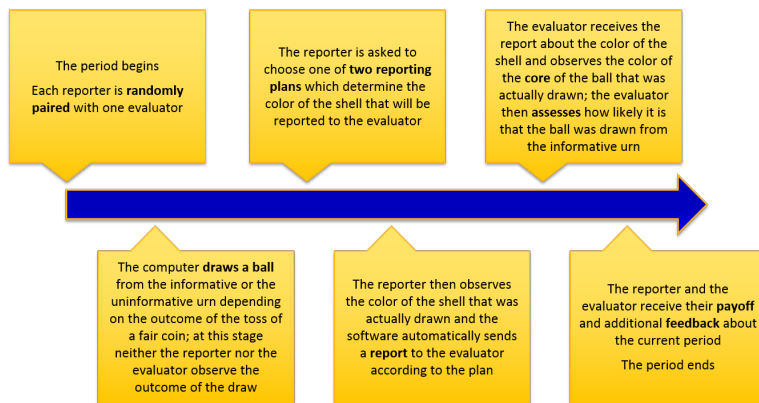 The period begins
Each reporter is randomly
paired with one evaluator
The reporter is asked to
choose one of two reporting
plans which determine the
color of the shell that will be
reported to the evaluator
The evaluator receives the
report about the color of the
shell and observes the color of
the core of the ball that was
actually drawn; the evaluator
then assesses how likely it is
that the ball was drawn from
the informative urn
The computer draws a ball
from the informative or the
uninformative urn depending
on the outcome of the toss of
a fair coin; at this stage
neither the reporter nor the
evaluator observe the
outcome of the draw
The reporter then observes
the color of the shell that was
actually drawn and the
software automatically sends
a report to the evaluator
according to the plan
The reporter and the
evaluator receive their payoff
and additional feedback about
the current period
The period ends